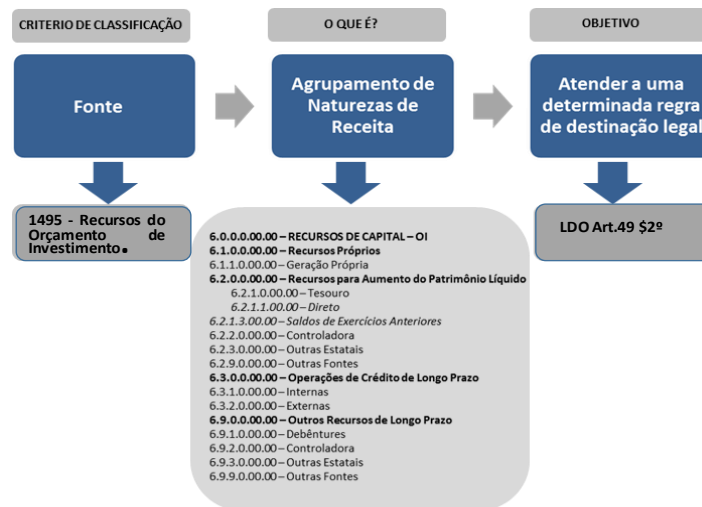 CRITERIO DE CLASSIFICAÇÃO
O QUE É?
OBJETIVO
Fonte
Agrupamento de
Naturezas de
Receita
Atender a uma
determinada regra
de destinação legal
1495 - Recursos do
Orçamento de
Investimento.
6.0.0.0.00.00 – RECURSOS DE CAPITAL – OI
6.1.0.0.00.00 – Recursos Próprios
6.1.1.0.00.00 – Geração Própria
6.2.0.0.00.00 – Recursos para Aumento do Patrimônio Líquido
6.2.1.0.00.00 – Tesouro
6.2.1.1.00.00 – Direto
6.2.1.3.00.00 – Saldos de Exercícios Anteriores
6.2.2.0.00.00 – Controladora
6.2.3.0.00.00 – Outras Estatais
6.2.9.0.00.00 – Outras Fontes
6.3.0.0.00.00 – Operações de Crédito de Longo Prazo
6.3.1.0.00.00 – Internas
6.3.2.0.00.00 – Externas
6.9.0.0.00.00 – Outros Recursos de Longo Prazo
6.9.1.0.00.00 – Debêntures
6.9.2.0.00.00 – Controladora
6.9.3.0.00.00 – Outras Estatais
6.9.9.0.00.00 – Outras Fontes
LDO Art.49 $2º